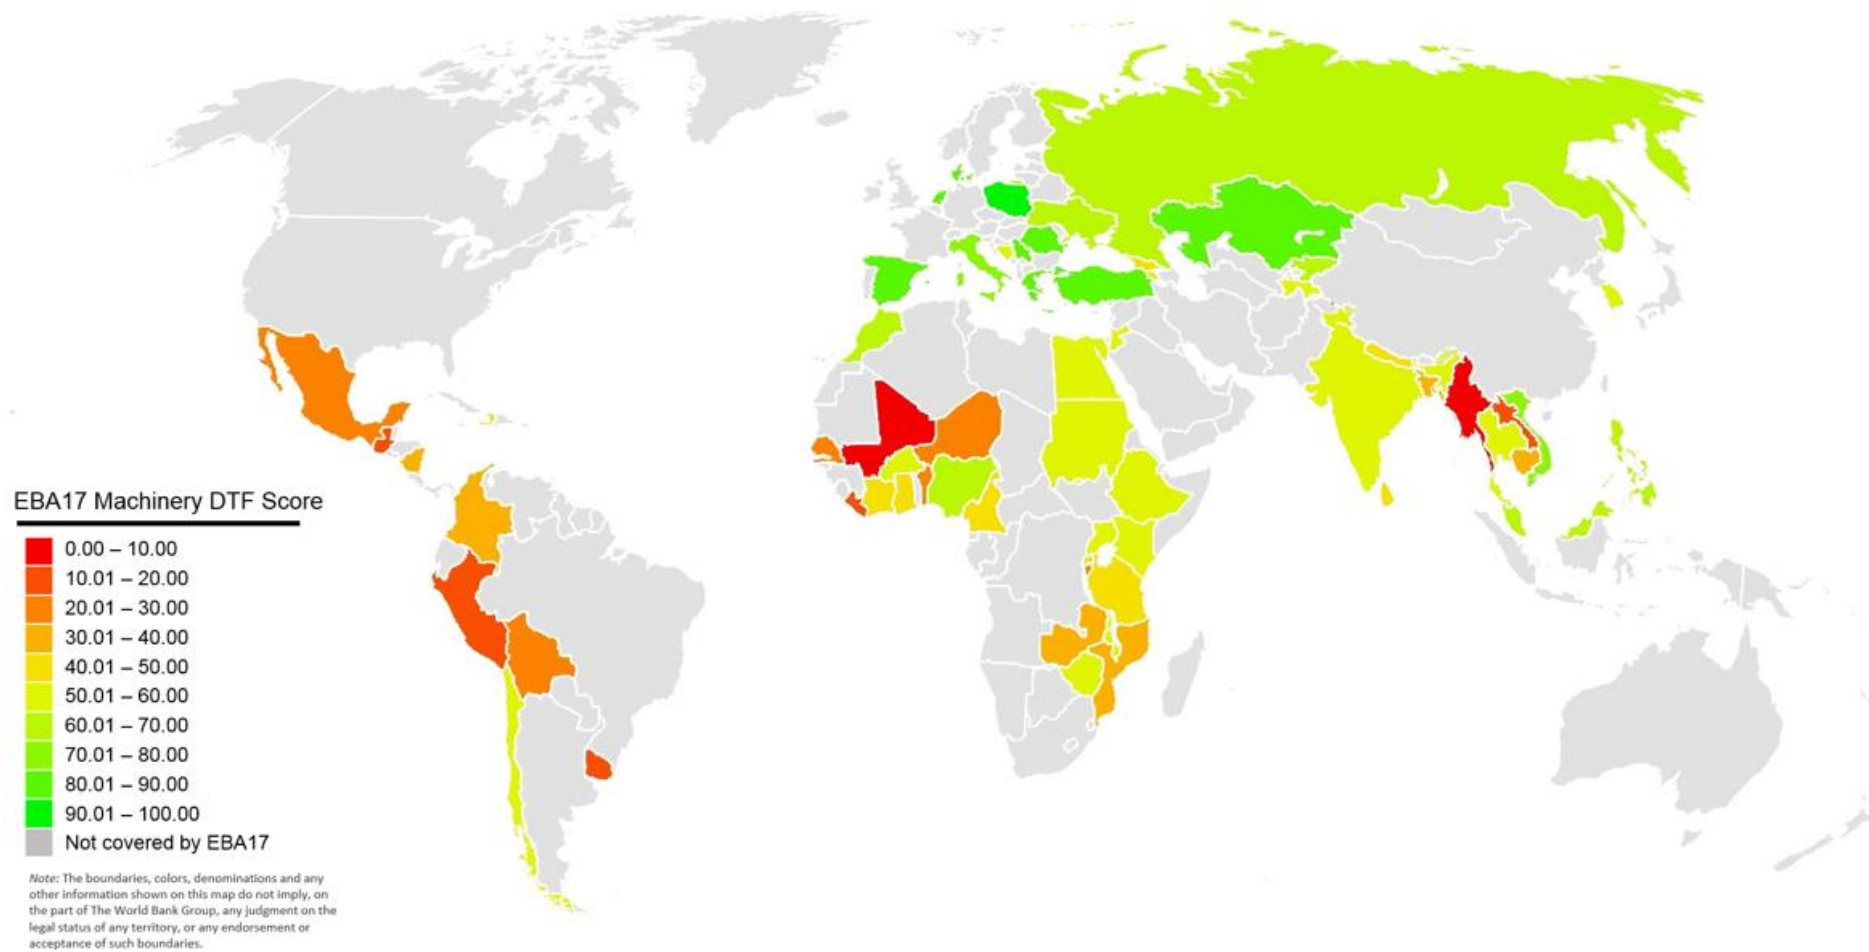 EBA17 Machinery DTF Score
0.00 – 10.00
10.01 – 20.00
20.01 – 30.00
30.01 – 40.00
40.01 – 50.00
50.01 – 60.00
60.01 – 70.00
70.01 – 80.00
80.01 – 90.00
90.01 – 100.00
Not covered by EBA17
Note: The boundaries, colors, denominations and any
other information shown on this map do not imply, on
the part of The World Bank Group, any judgment on the
legal status of any territory, or any endorsement or
acceptance of such boundaries.